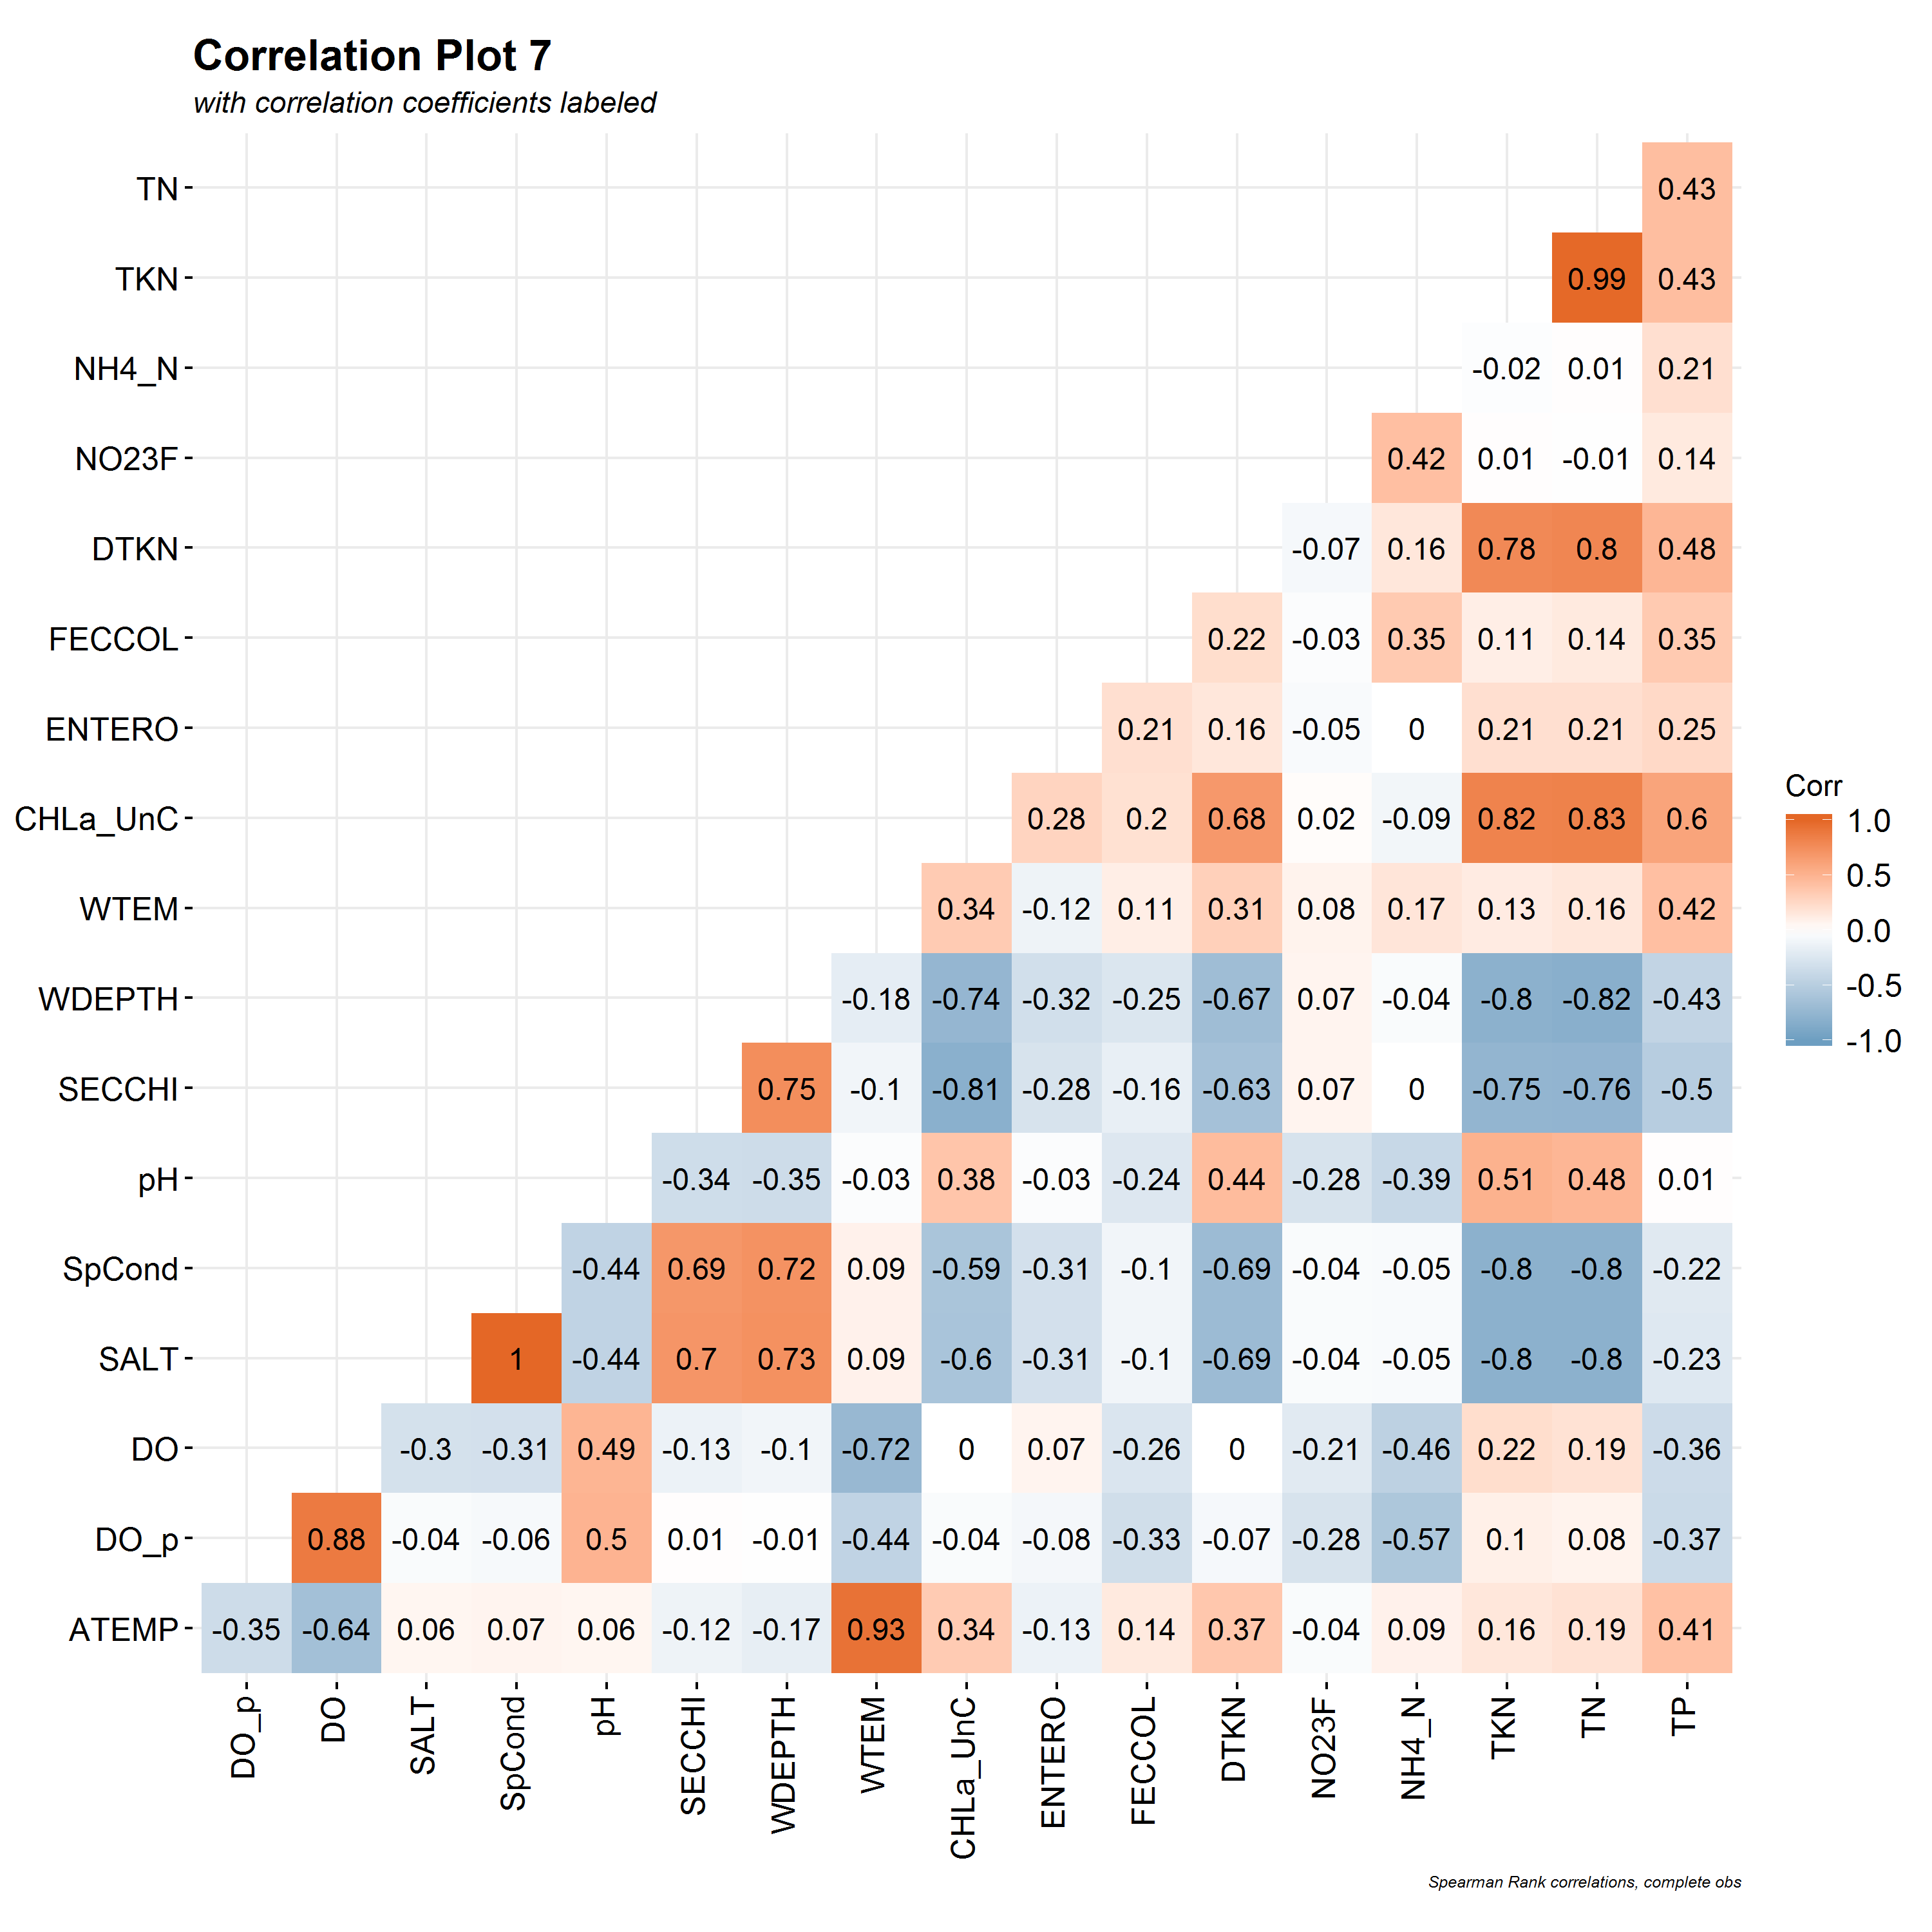 Correlation Plot 7
with correlation coefficients labeled
TN 0.43
TKN 0.99 0.43
NH4_N -0.02 0.01 0.21
NO23F 0.42 0.01 -0.01 0.14
DTKN -0.07 0.16 0.78 0.8 0.48
FECCOL 0.22 -0.03 0.35 0.11 0.14 0.35
ENTERO 0.21 0.16 -0.05 0 0.21 0.21 0.25
CHLa_UnC 0.28 0.2 0.68 0.02 -0.09 0.82 0.83 0.6
WTEM 0.34 -0.12 0.11 0.31 0.08 0.17 0.13 0.16 0.42
WDEPTH -0.18 -0.74 -0.32 -0.25 -0.67 0.07 -0.04 -0.8 -0.82 -0.43
SECCHI 0.75 -0.1 -0.81 -0.28 -0.16 -0.63 0.07 0 -0.75 -0.76 -0.5
pH -0.34 -0.35 -0.03 0.38 -0.03 -0.24 0.44 -0.28 -0.39 0.51 0.48 0.01
SpCond -0.44 0.69 0.72 0.09 -0.59 -0.31 -0.1 -0.69 -0.04 -0.05 -0.8 -0.8 -0.22
SALT 1 -0.44 0.7 0.73 0.09 -0.6 -0.31 -0.1 -0.69 -0.04 -0.05 -0.8 -0.8 -0.23
DO -0.3 -0.31 0.49 -0.13 -0.1 -0.72 0 0.07 -0.26 0 -0.21 -0.46 0.22 0.19 -0.36
DO_p 0.88 -0.04 -0.06 0.5 0.01 -0.01 -0.44 -0.04 -0.08 -0.33 -0.07 -0.28 -0.57 0.1 0.08 -0.37
ATEMP -0.35 -0.64 0.06 0.07 0.06 -0.12 -0.17 0.93 0.34 -0.13 0.14 0.37 -0.04 0.09 0.16 0.19 0.41
DO_p DO SALT SpCond pH SECCHI WDEPTH WTEM CHLa_UnC ENTERO FECCOL DTKN NO23F NH4_N TKN TN TP
Corr
1.0
0.5
0.0
-0.5
-1.0
Spearman Rank correlations, complete obs